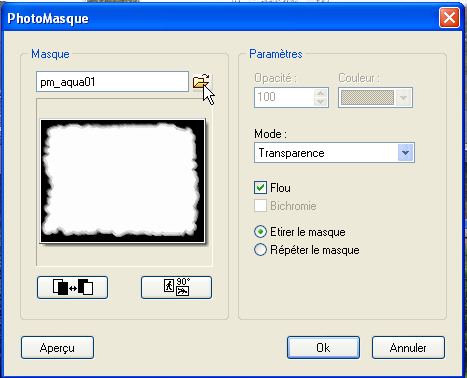 PhotoMasque
Masque
pm_aqua01
90°
Paramètres
Opacité :
Couleur :
100
Mode :
Transparence
Flou
Bichromie
Etirer le masque
Répéter le masque
Aperçu
Ok
Annuler